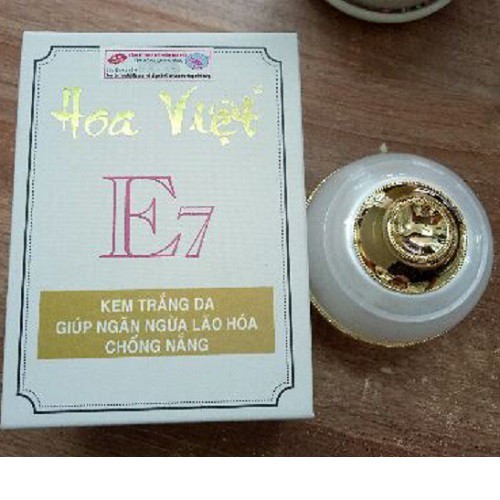 Hoa Việt
E7
KEM TRẮNG DA
GIÚP NGĂN NGỪA LÃO HÓA
CHỐNG NẮNG